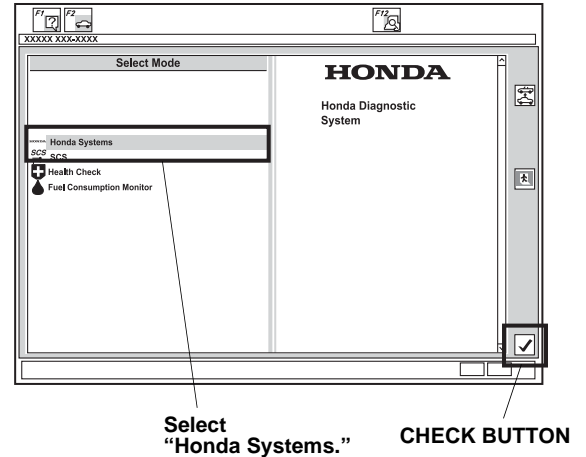 F1
F2
F12
XXXXX XXX-XXXX
Select Mode
HONDA Honda Systems
SCS SCS
Health Check
Fuel Consumption Monitor
HONDA
Honda Diagnostic
System
Select
“Honda Systems.”
CHECK BUTTON